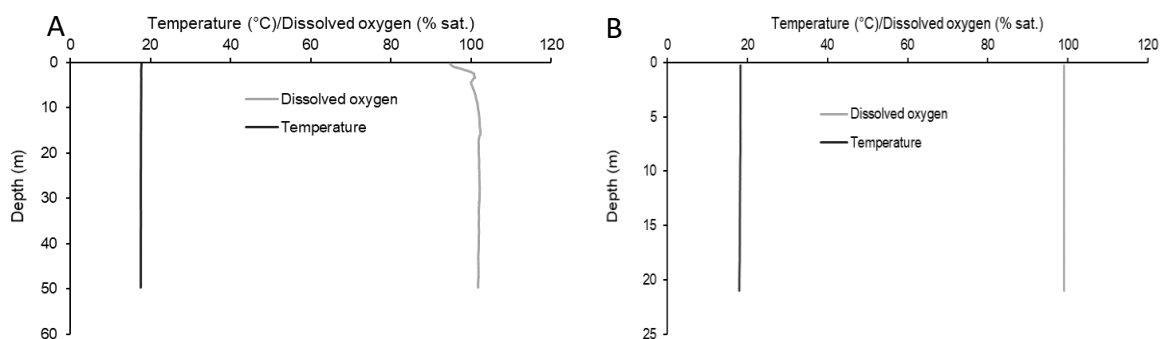 A
Temperature (°C)/Dissolved oxygen (% sat.)
0 20 40 60 80 100 120
0
10
20
30
40
50
60
Depth (m)
Dissolved oxygen
Temperature
B
Temperature (°C)/Dissolved oxygen (% sat.)
0 20 40 60 80 100 120
0
5
10
15
20
25
Depth (m)
Dissolved oxygen
Temperature